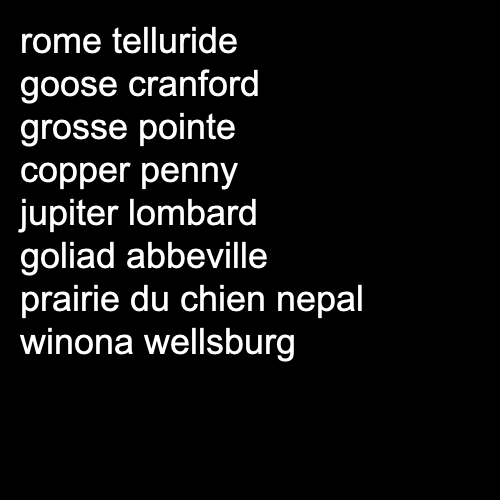 rome telluride
goose cranford
grosse pointe
copper penny
jupiter lombard
goliad abbeville
prairie du chien nepal
winona wellsburg